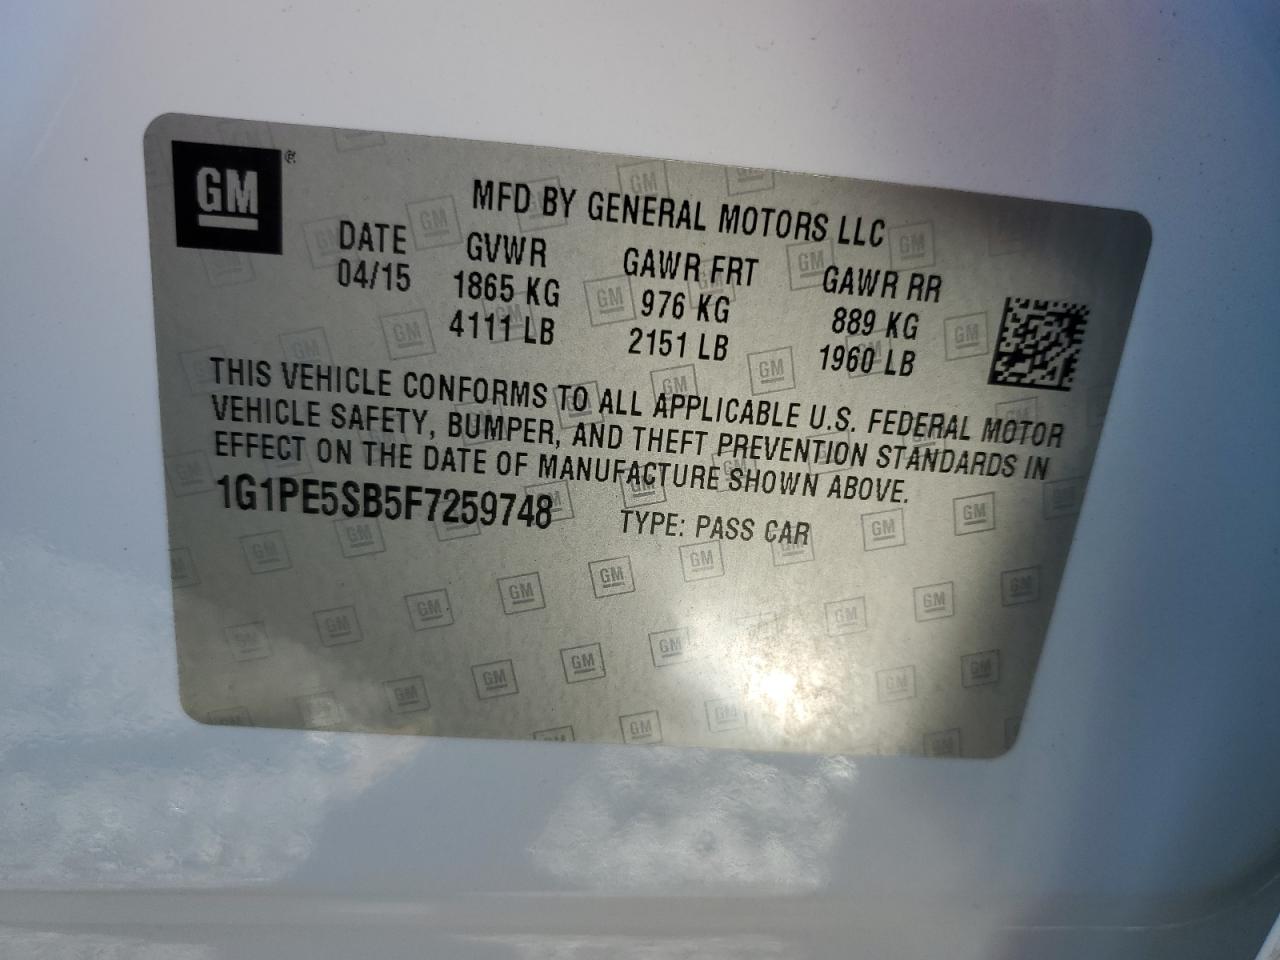 GM
MFD BY GENERAL MOTORS LLC
DATE GVWR GAWR FRT GAWR RR
04/15 1865 KG 976 KG 889 KG
4111 LB 2151 LB 1960 LB
THIS VEHICLE CONFORMS TO ALL APPLICABLE U.S. FEDERAL MOTOR
VEHICLE SAFETY, BUMPER, AND THEFT PREVENTION STANDARDS IN
EFFECT ON THE DATE OF MANUFACTURE SHOWN ABOVE.
1G1PE5SB5F7259748 TYPE: PASS CAR